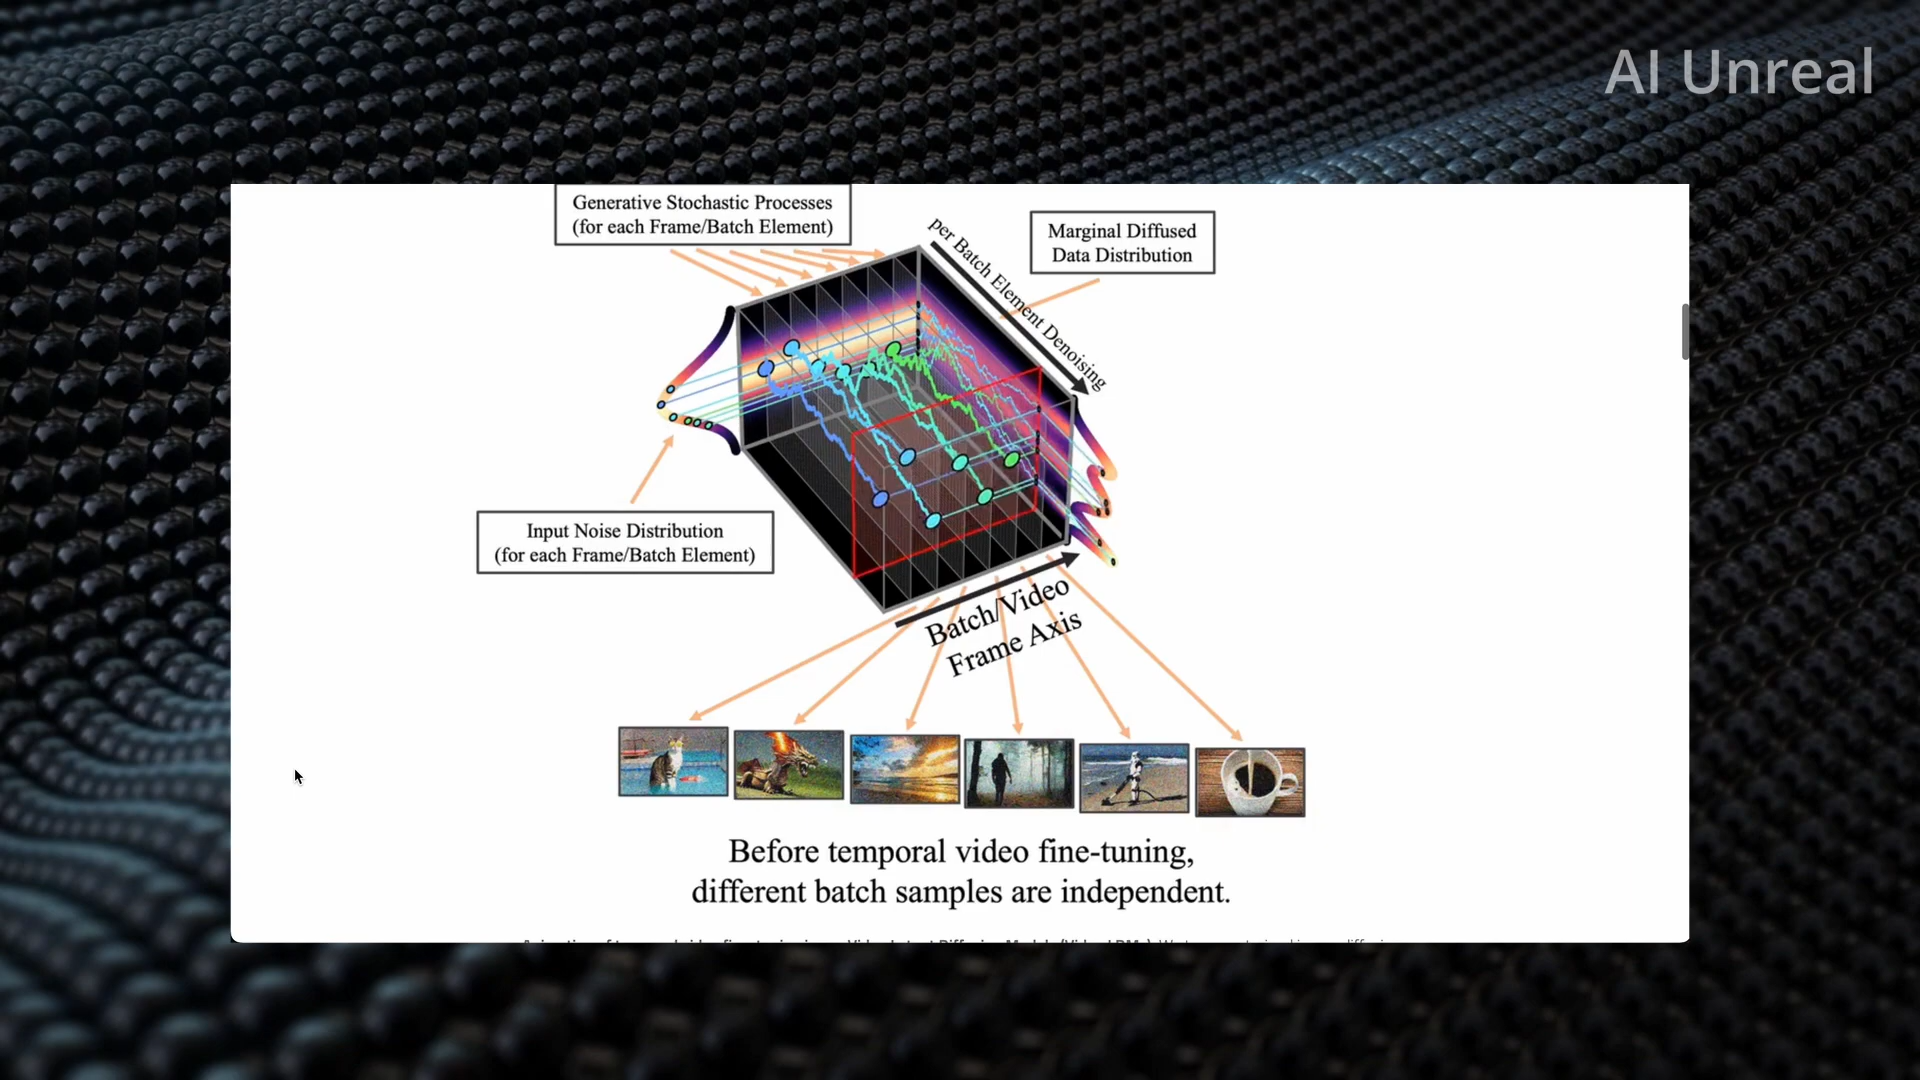 AI Unreal
Generative Stochastic Processes
(for each Frame/Batch Element)
per Batch Element Denoising
Marginal Diffused
Data Distribution
Input Noise Distribution
(for each Frame/Batch Element)
Batch/Video
Frame Axis
Before temporal video fine-tuning,
different batch samples are independent.